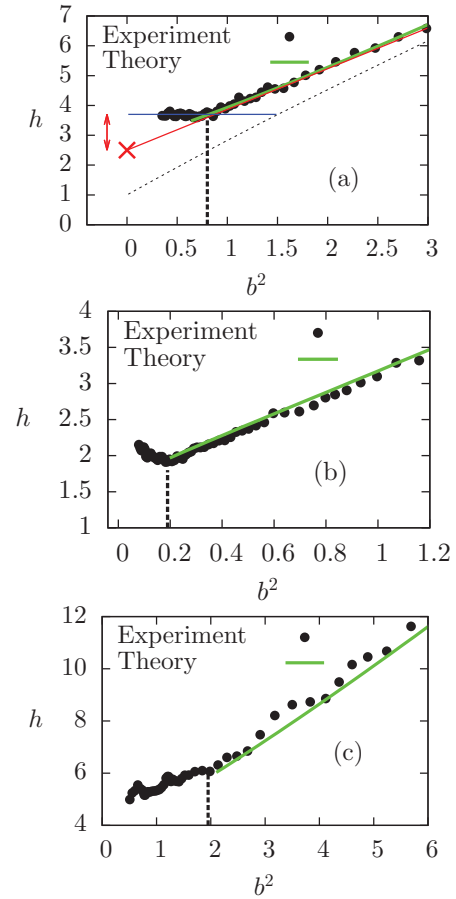 7
6
5
4
3
2
1
0
h
Experiment
Theory
(a)
0 0.5 1 1.5 2 2.5 3
b²
4
3.5
3
2.5
2
1.5
1
h
Experiment
Theory
(b)
0 0.2 0.4 0.6 0.8 1 1.2
b²
12
10
8
6
4
h
Experiment
Theory
(c)
0 1 2 3 4 5 6
b²